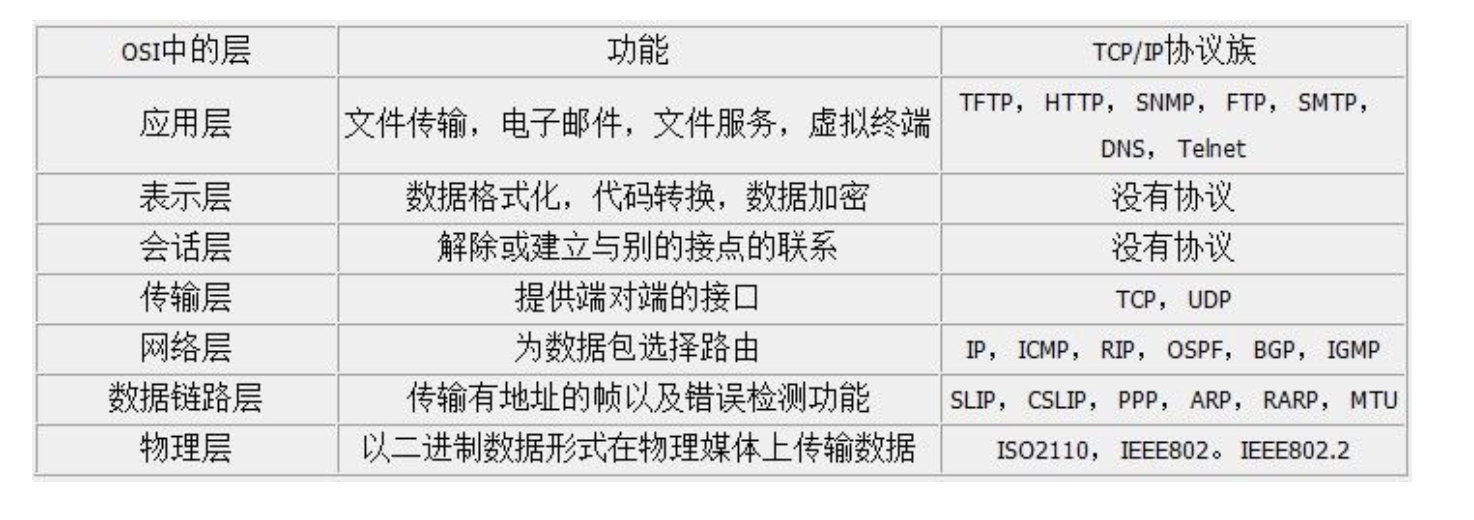 OSI中的层 功能 TCP/IP协议族
应用层 文件传输，电子邮件，文件服务，虚拟终端 TFTP，HTTP，SNMP，FTP，SMTP，
DNS，Telnet
表示层 数据格式化，代码转换，数据加密 没有协议
会话层 解除或建立与别的接点的联系 没有协议
传输层 提供端对端的接口 TCP，UDP
网络层 为数据包选择路由 IP，ICMP，RIP，OSPF，BGP，IGMP
数据链路层 传输有地址的帧以及错误检测功能 SLIP，CSLIP，PPP，ARP，RARP，MTU
物理层 以二进制数据形式在物理媒体上传输数据 ISO2110，IEEE802。IEEE802.2